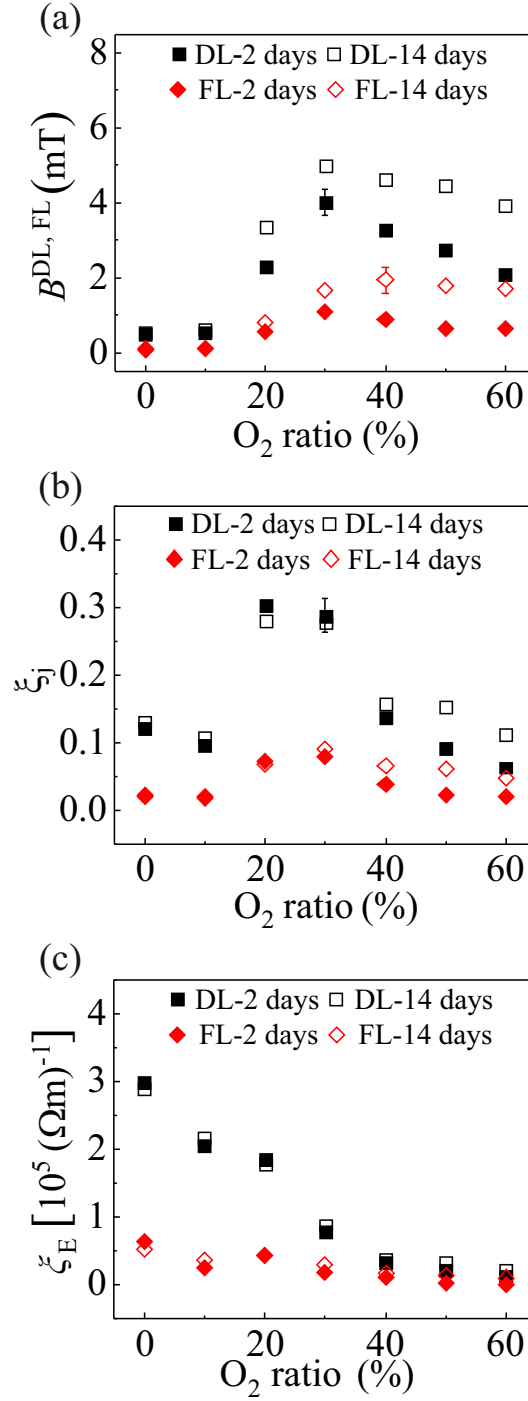 (a)
DL-2 days DL-14 days
FL-2 days FL-14 days
8
6
4
2
0
B^DL, FL (mT)
0 20 40 60
O₂ ratio (%)
(b)
DL-2 days DL-14 days
FL-2 days FL-14 days
0.4
0.3
0.2
0.1
0.0
ξ_j
0 20 40 60
O₂ ratio (%)
(c)
DL-2 days DL-14 days
FL-2 days FL-14 days
4
3
2
1
0
ξ_E [10⁵ (Ωm)⁻¹]
0 20 40 60
O₂ ratio (%)